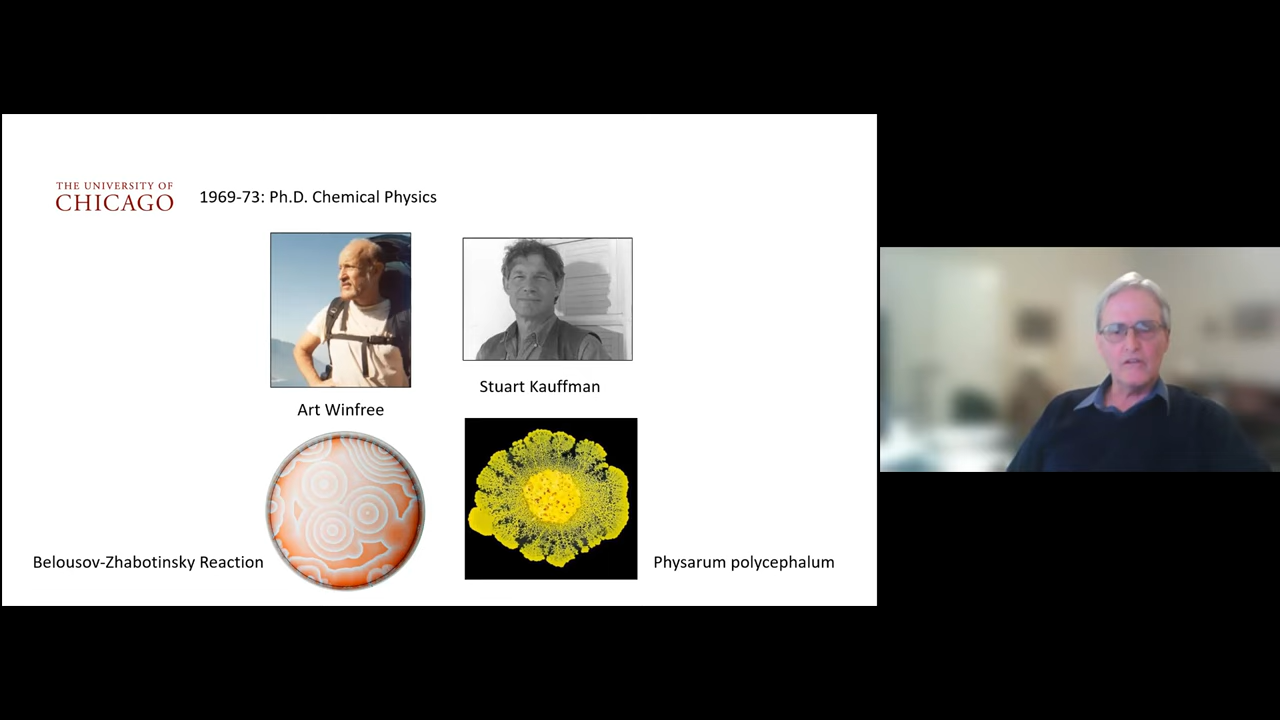 THE UNIVERSITY OF
CHICAGO
1969-73: Ph.D. Chemical Physics
Stuart Kauffman
Art Winfree
Belousov-Zhabotinsky Reaction
Physarum polycephalum